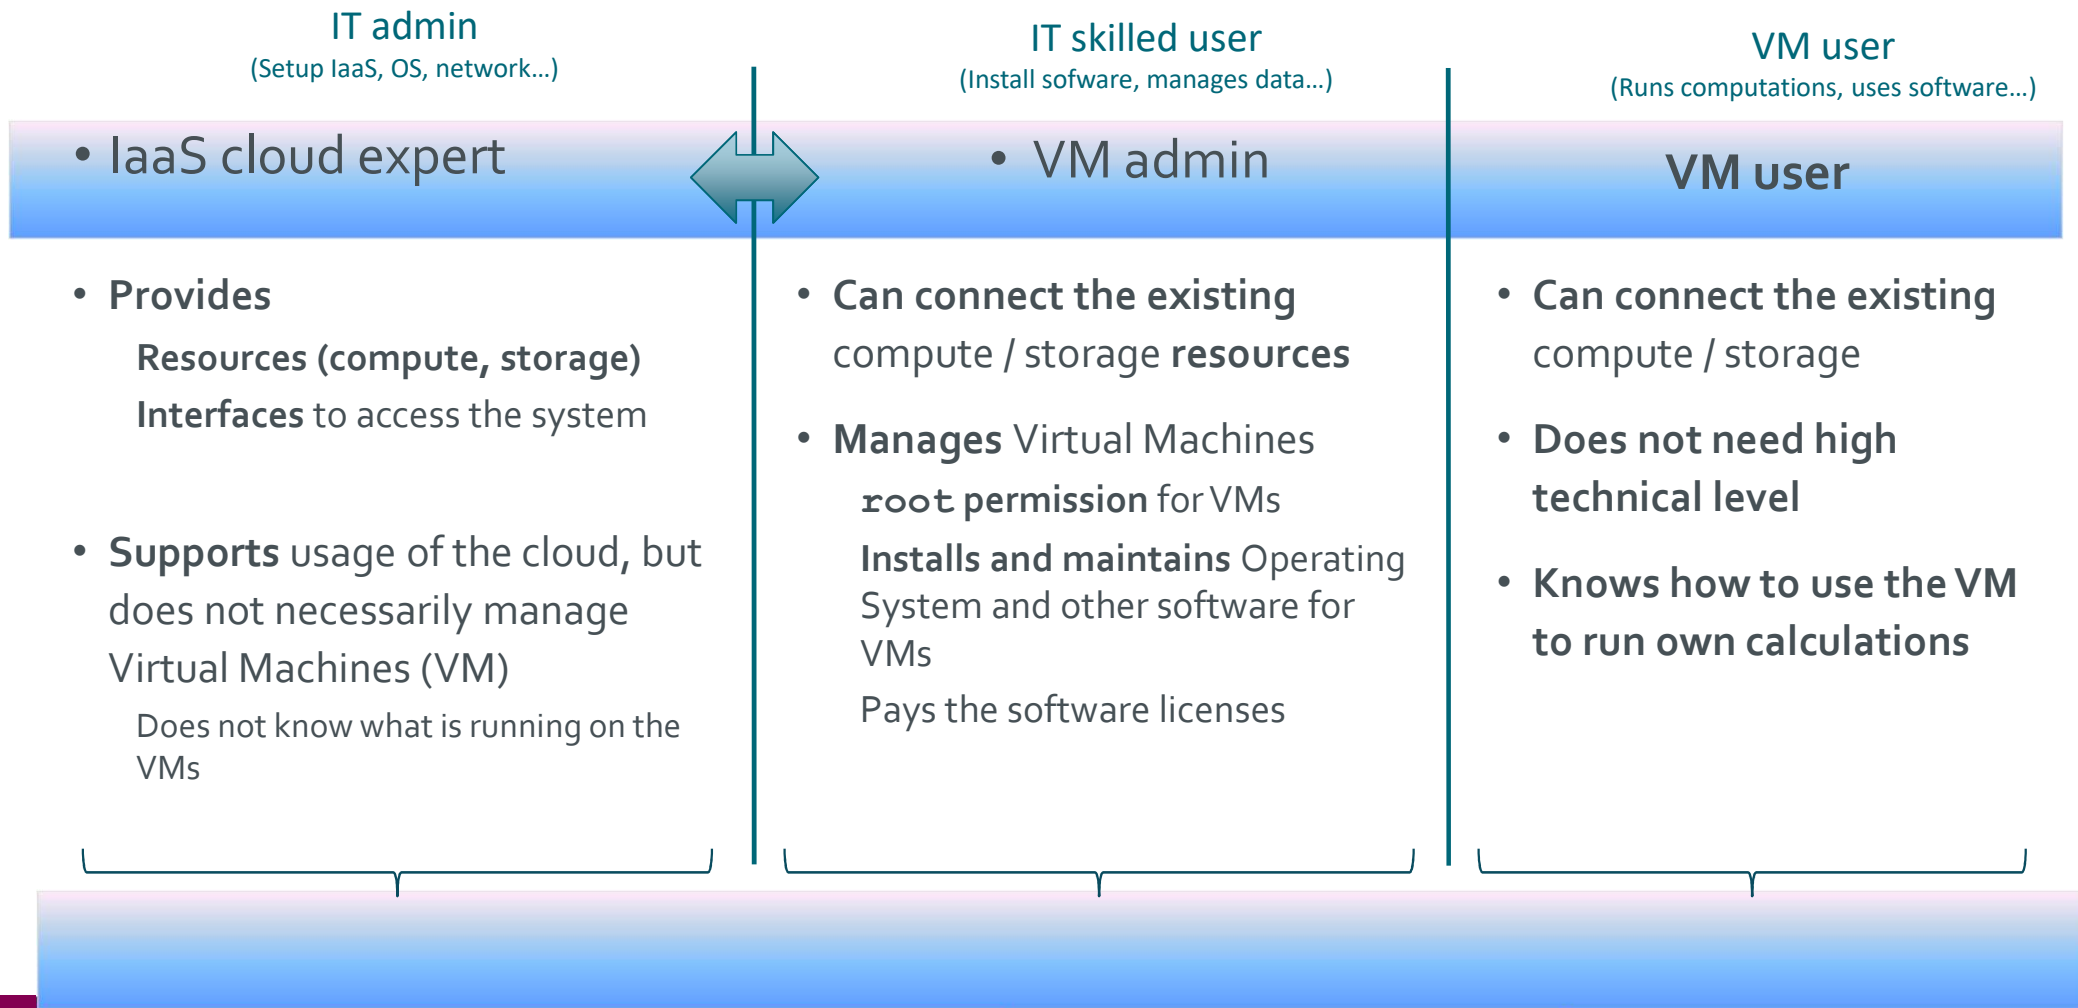 IT admin
(Setup IaaS, OS, network…)
IT skilled user
(Install sofware, manages data…)
VM user
(Runs computations, uses software…)
• IaaS cloud expert
• VM admin
VM user
• Provides
Resources (compute, storage)
Interfaces to access the system
• Supports usage of the cloud, but
does not necessarily manage
Virtual Machines (VM)
Does not know what is running on the
VMs
• Can connect the existing
compute / storage resources
• Manages Virtual Machines
root permission for VMs
Installs and maintains Operating
System and other software for
VMs
Pays the software licenses
• Can connect the existing
compute / storage
• Does not need high
technical level
• Knows how to use the VM
to run own calculations